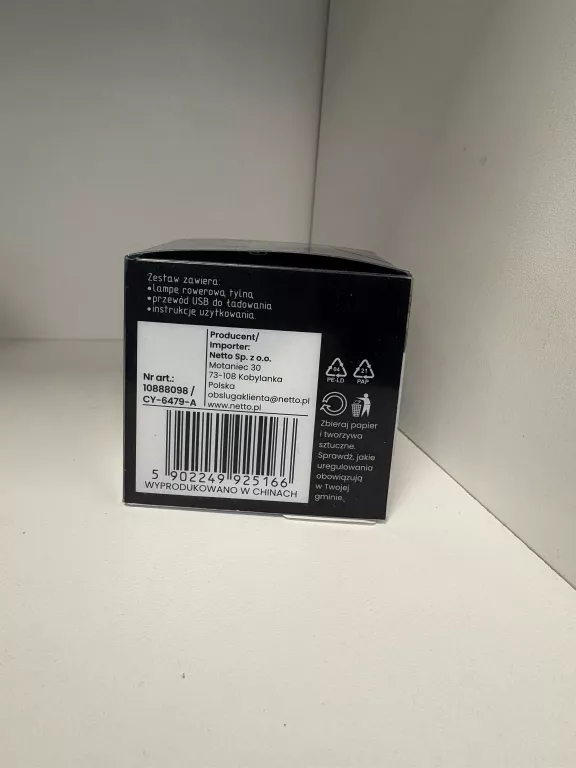 Zestaw zawiera:
•lampę rowerową tylną
•przewód USB do ładowania
•instrukcję użytkowania.
Producent/
Importer:
Netto Sp. z o.o.
Motaniec 30
73-108 Kobylanka
Polska
obslugaklienta@netto.pl
www.netto.pl
Nr art.:
10888098 /
CY-6479-A
5 902249 925166
WYPRODUKOWANO W CHINACH
04 21
PE-LD PAP
Zbieraj papier
i tworzywa
sztuczne.
Sprawdź, jakie
uregulowania
obowiązują
w Twojej
gminie.